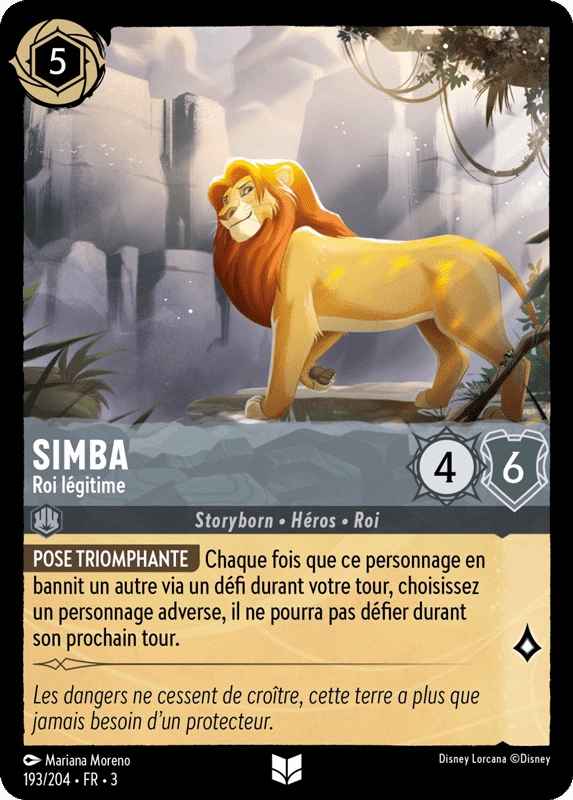 5
SIMBA
Roi légitime
4
6
Storyborn • Héros • Roi
POSE TRIOMPHANTE Chaque fois que ce personnage en
bannit un autre via un défi durant votre tour, choisissez
un personnage adverse, il ne pourra pas défier durant
son prochain tour.
Les dangers ne cessent de croître, cette terre a plus que
jamais besoin d'un protecteur.
Mariana Moreno
Disney Lorcana ©Disney
193/204 • FR • 3